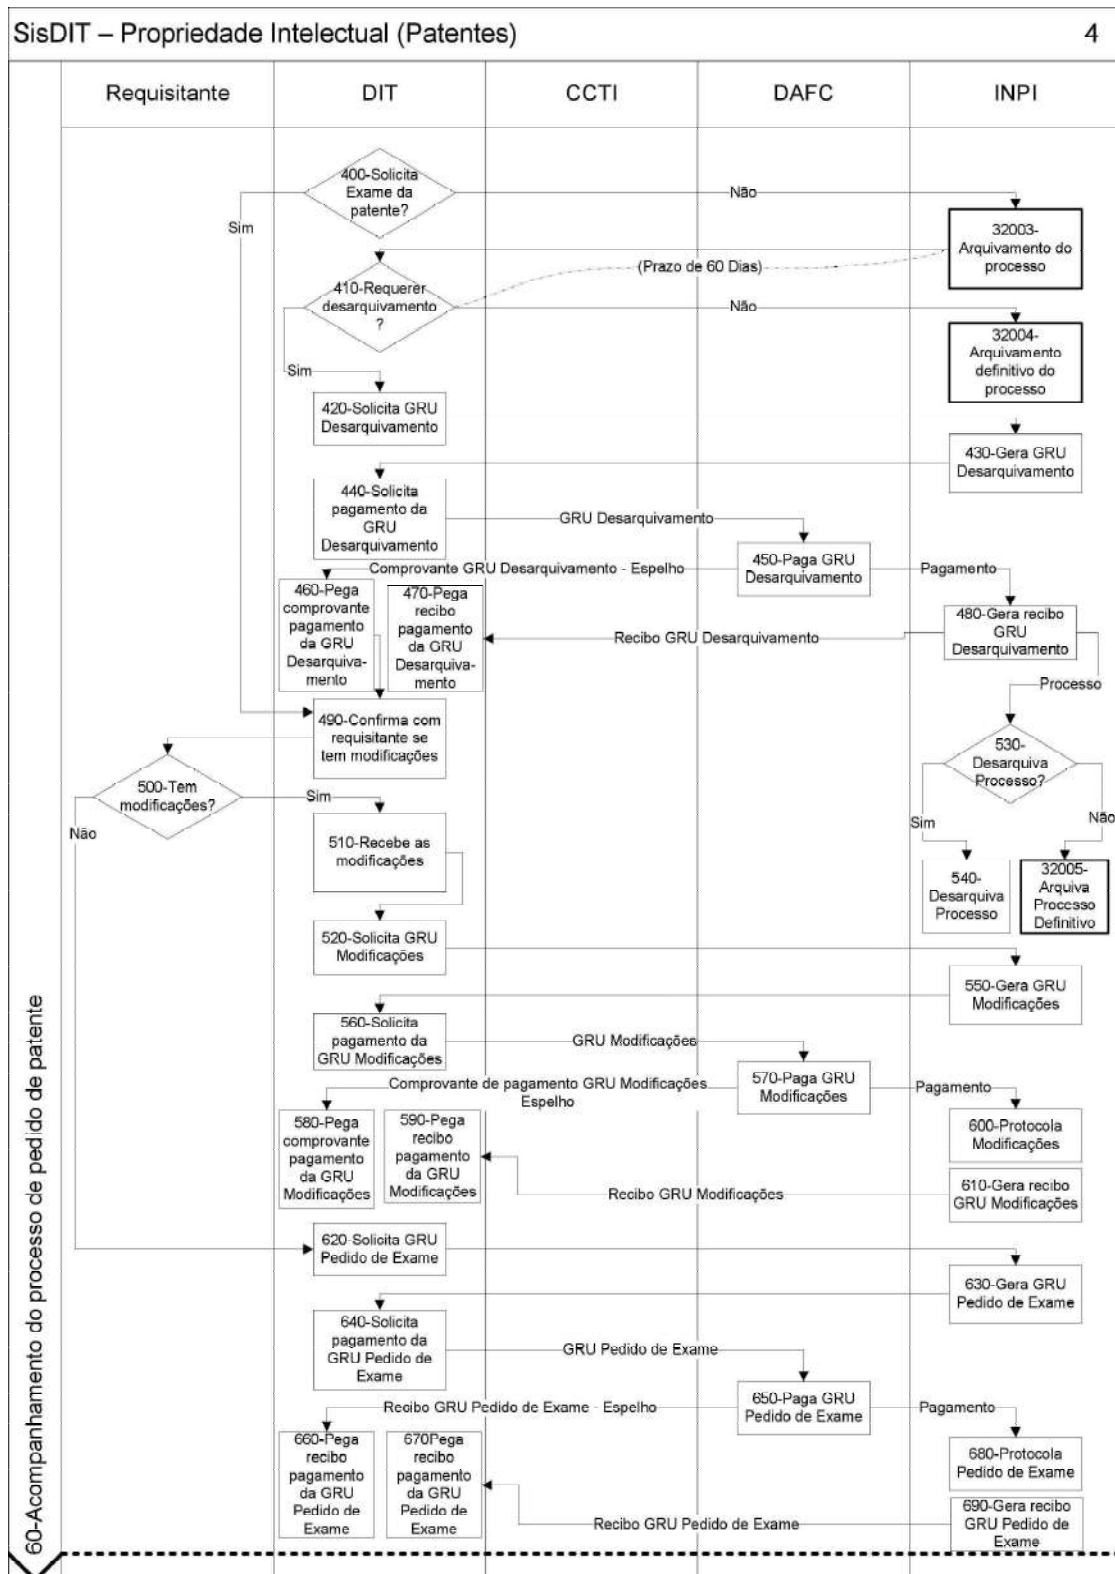 SisDIT – Propriedade Intelectual (Patentes)
4
Requisitante
DIT
CCTI
DAFC
INPI
400-Solicita
Exame da
patente?
Não
Sim
32003-
Arquivamento do
processo
(Prazo de 60 Dias)
410-Requerer
desarquivamento
?
Não
Sim
32004-
Arquivamento
definitivo do
processo
420-Solicita GRU
Desarquivamento
430-Gera GRU
Desarquivamento
440-Solicita
pagamento da
GRU
Desarquivamento
GRU Desarquivamento
450-Paga GRU
Desarquivamento
Comprovante GRU Desarquivamento - Espelho
Pagamento
460-Pega
comprovante
pagamento
da GRU
Desarquiva-
mento
470-Pega
recibo
pagamento
da GRU
Desarquiva-
mento
Recibo GRU Desarquivamento
480-Gera recibo
GRU
Desarquivamento
Processo
490-Confirma com
requisitante se
tem modificações
530-
Desarquiva
Processo?
500-Tem
modificações?
Sim
Não
Sim
Não
510-Recebe as
modificações
540-
Desarquiva
Processo
32005-
Arquiva
Processo
Definitivo
520-Solicita GRU
Modificações
550-Gera GRU
Modificações
560-Solicita
pagamento da
GRU Modificações
GRU Modificações
570-Paga GRU
Modificações
Comprovante de pagamento GRU Modificações
Espelho
Pagamento
580-Pega
comprovante
pagamento
da GRU
Modificações
590-Pega
recibo
pagamento
da GRU
Modificações
600-Protocola
Modificações
Recibo GRU Modificações
610-Gera recibo
GRU Modificações
620-Solicita GRU
Pedido de Exame
630-Gera GRU
Pedido de Exame
640-Solicita
pagamento da
GRU Pedido de
Exame
GRU Pedido de Exame
650-Paga GRU
Pedido de Exame
Recibo GRU Pedido de Exame - Espelho
Pagamento
660-Pega
recibo
pagamento
da GRU
Pedido de
Exame
670Pega
recibo
pagamento
da GRU
Pedido de
Exame
680-Protocola
Pedido de Exame
Recibo GRU Pedido de Exame
690-Gera recibo
GRU Pedido de
Exame
60-Acompanhamento do processo de pedido de patente